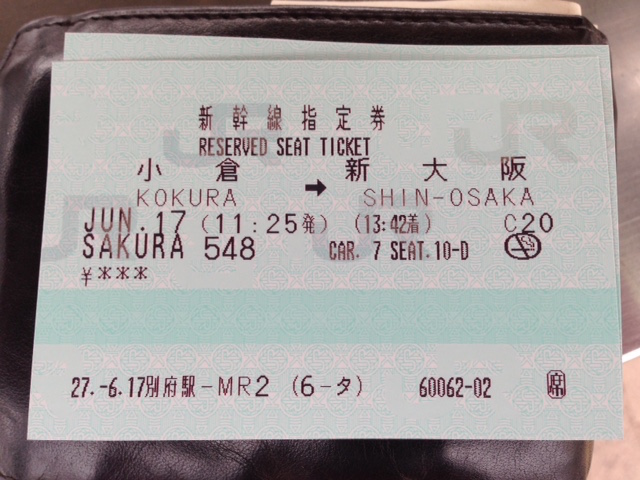 新幹線指定券
RESERVED SEAT TICKET
小倉 → 新大阪
KOKURA SHIN-OSAKA
JUN.17 (11:25発) (13:42着) C20
SAKURA 548 CAR. 7 SEAT.10-D
¥***
27.-6.17別府駅-MR2 (6-タ) 60062-02 席